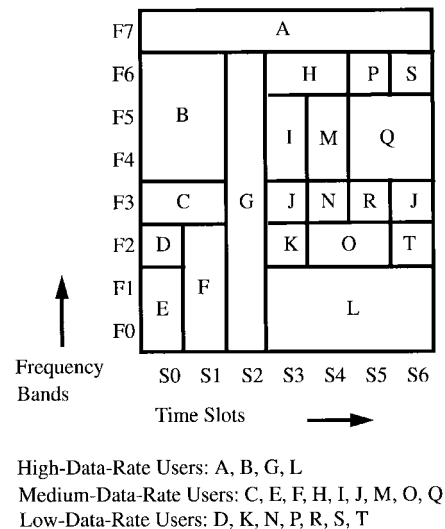 F7 A
F6 H P S
F5 B I M Q
F4
F3 C G J N R J
F2 D K O T
F1 E F L
F0
Frequency
Bands
S0 S1 S2 S3 S4 S5 S6
Time Slots
High-Data-Rate Users: A, B, G, L
Medium-Data-Rate Users: C, E, F, H, I, J, M, O, Q
Low-Data-Rate Users: D, K, N, P, R, S, T